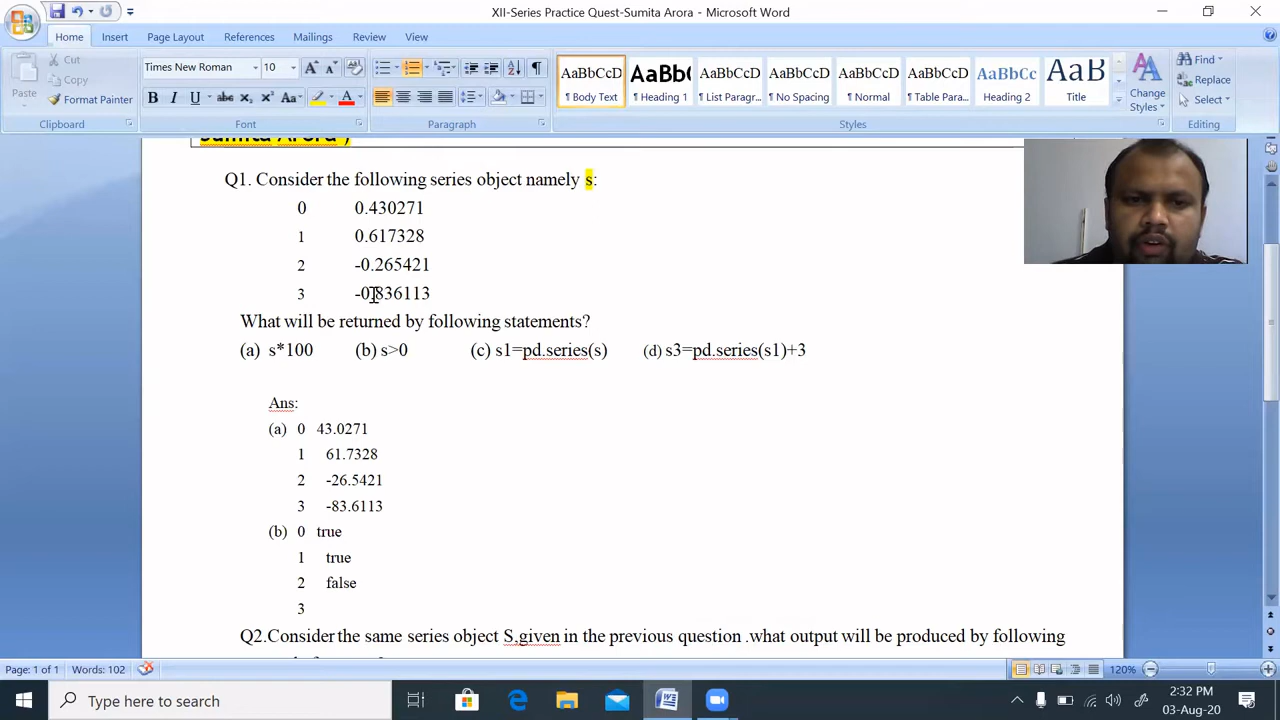 XII-Series Practice Quest-Sumita Arora - Microsoft Word
Home Insert Page Layout References Mailings Review View
Paste Cut Copy Format Painter
Clipboard
Times New Roman 10
Font
Paragraph
AaBbCcD AaBbC AaBbCcD AaBbCcD AaBbCcD AaBbCcD AaBbCc AaB
¶ Body Text Heading 1 ¶ List Paragr... ¶ No Spacing ¶ Normal ¶ Table Para... Heading 2 Title
Change Styles
Styles
Find Replace Select
Editing
Sumita Arora )
Q1. Consider the following series object namely s:
0 0.430271
1 0.617328
2 -0.265421
3 -0.836113
What will be returned by following statements?
(a) s*100 (b) s>0 (c) s1=pd.series(s) (d) s3=pd.series(s1)+3
Ans:
(a) 0 43.0271
1 61.7328
2 -26.5421
3 -83.6113
(b) 0 true
1 true
2 false
3
Q2.Consider the same series object S,given in the previous question .what output will be produced by following
Page: 1 of 1 Words: 102 120%
Type here to search
2:32 PM
03-Aug-20